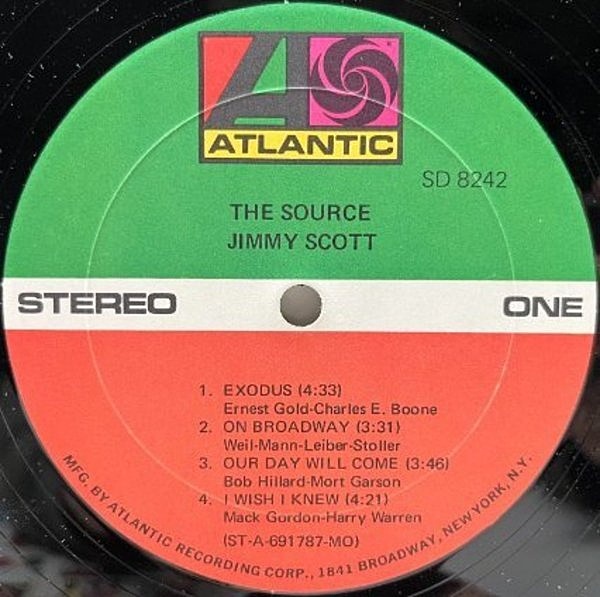 ATLANTIC
SD 8242
THE SOURCE
JIMMY SCOTT
STEREO ONE
1. EXODUS (4:33)
Ernest Gold-Charles E. Boone
2. ON BROADWAY (3:31)
Weil-Mann-Leiber-Stoller
3. OUR DAY WILL COME (3:46)
Bob Hillard-Mort Garson
4. I WISH I KNEW (4:21)
Mack Gordon-Harry Warren
(ST-A-691787-MO)
MFG. BY ATLANTIC RECORDING CORP., 1841 BROADWAY, NEW YORK, N.Y.